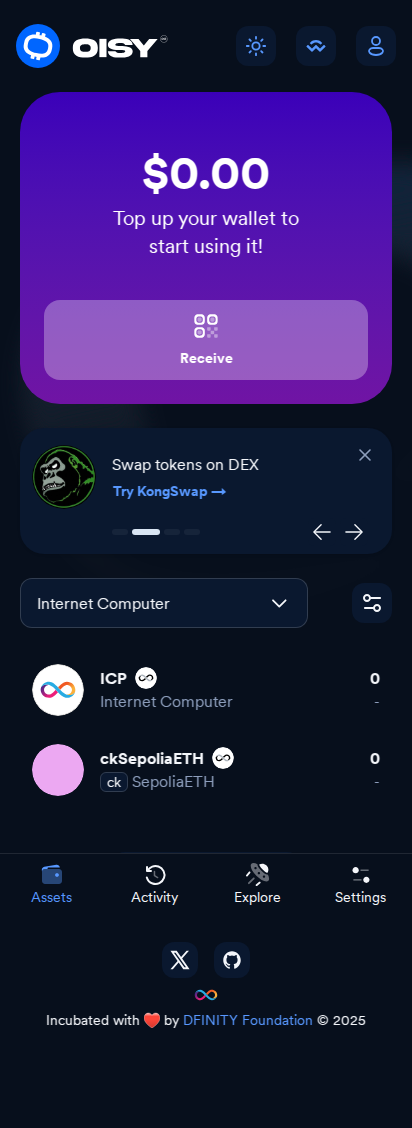 OISY
$0.00
Top up your wallet to
start using it!
Receive
Swap tokens on DEX
Try KongSwap →
Internet Computer
ICP 0
Internet Computer -
ckSepoliaETH 0
ck SepoliaETH -
Assets Activity Explore Settings
Incubated with ❤️ by DFINITY Foundation © 2025